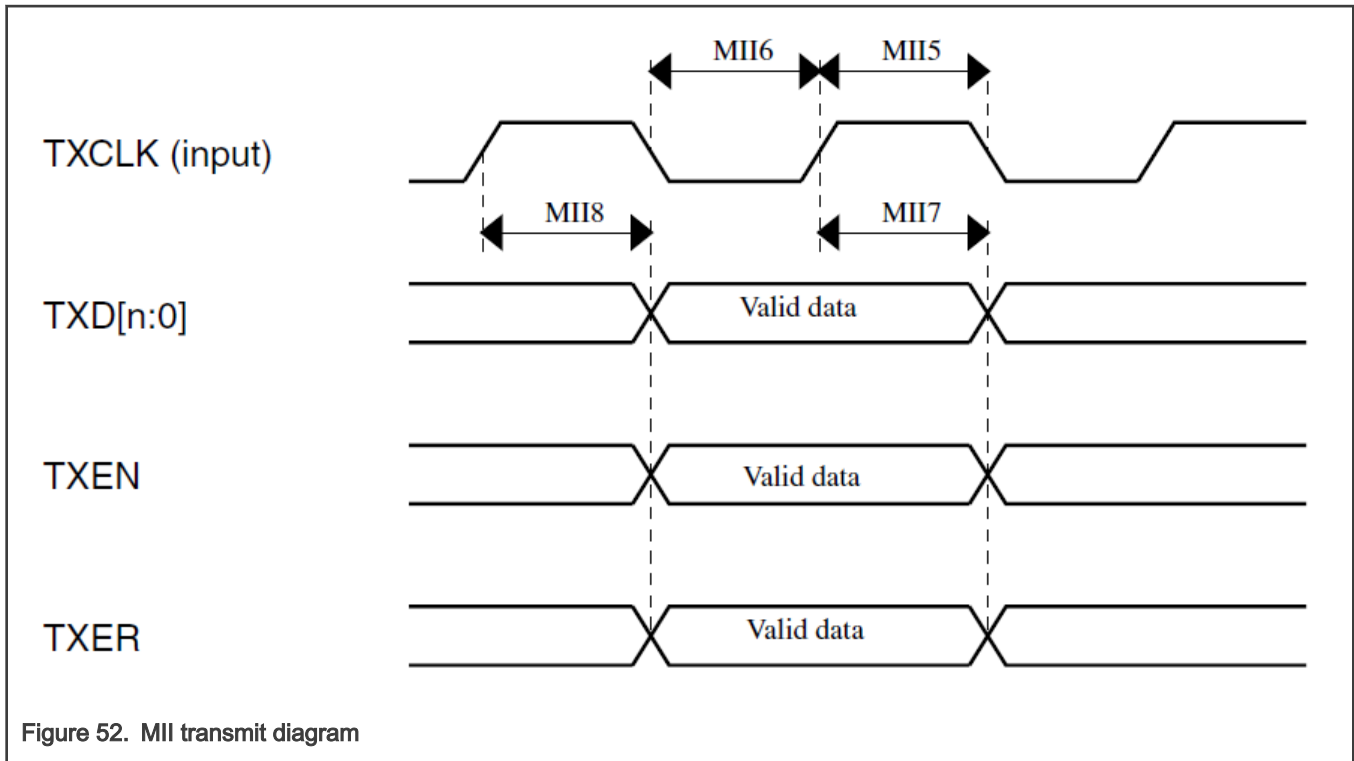 MII6 MII5
TXCLK (input)
MII8 MII7
TXD[n:0] Valid data
TXEN Valid data
TXER Valid data
Figure 52. MII transmit diagram